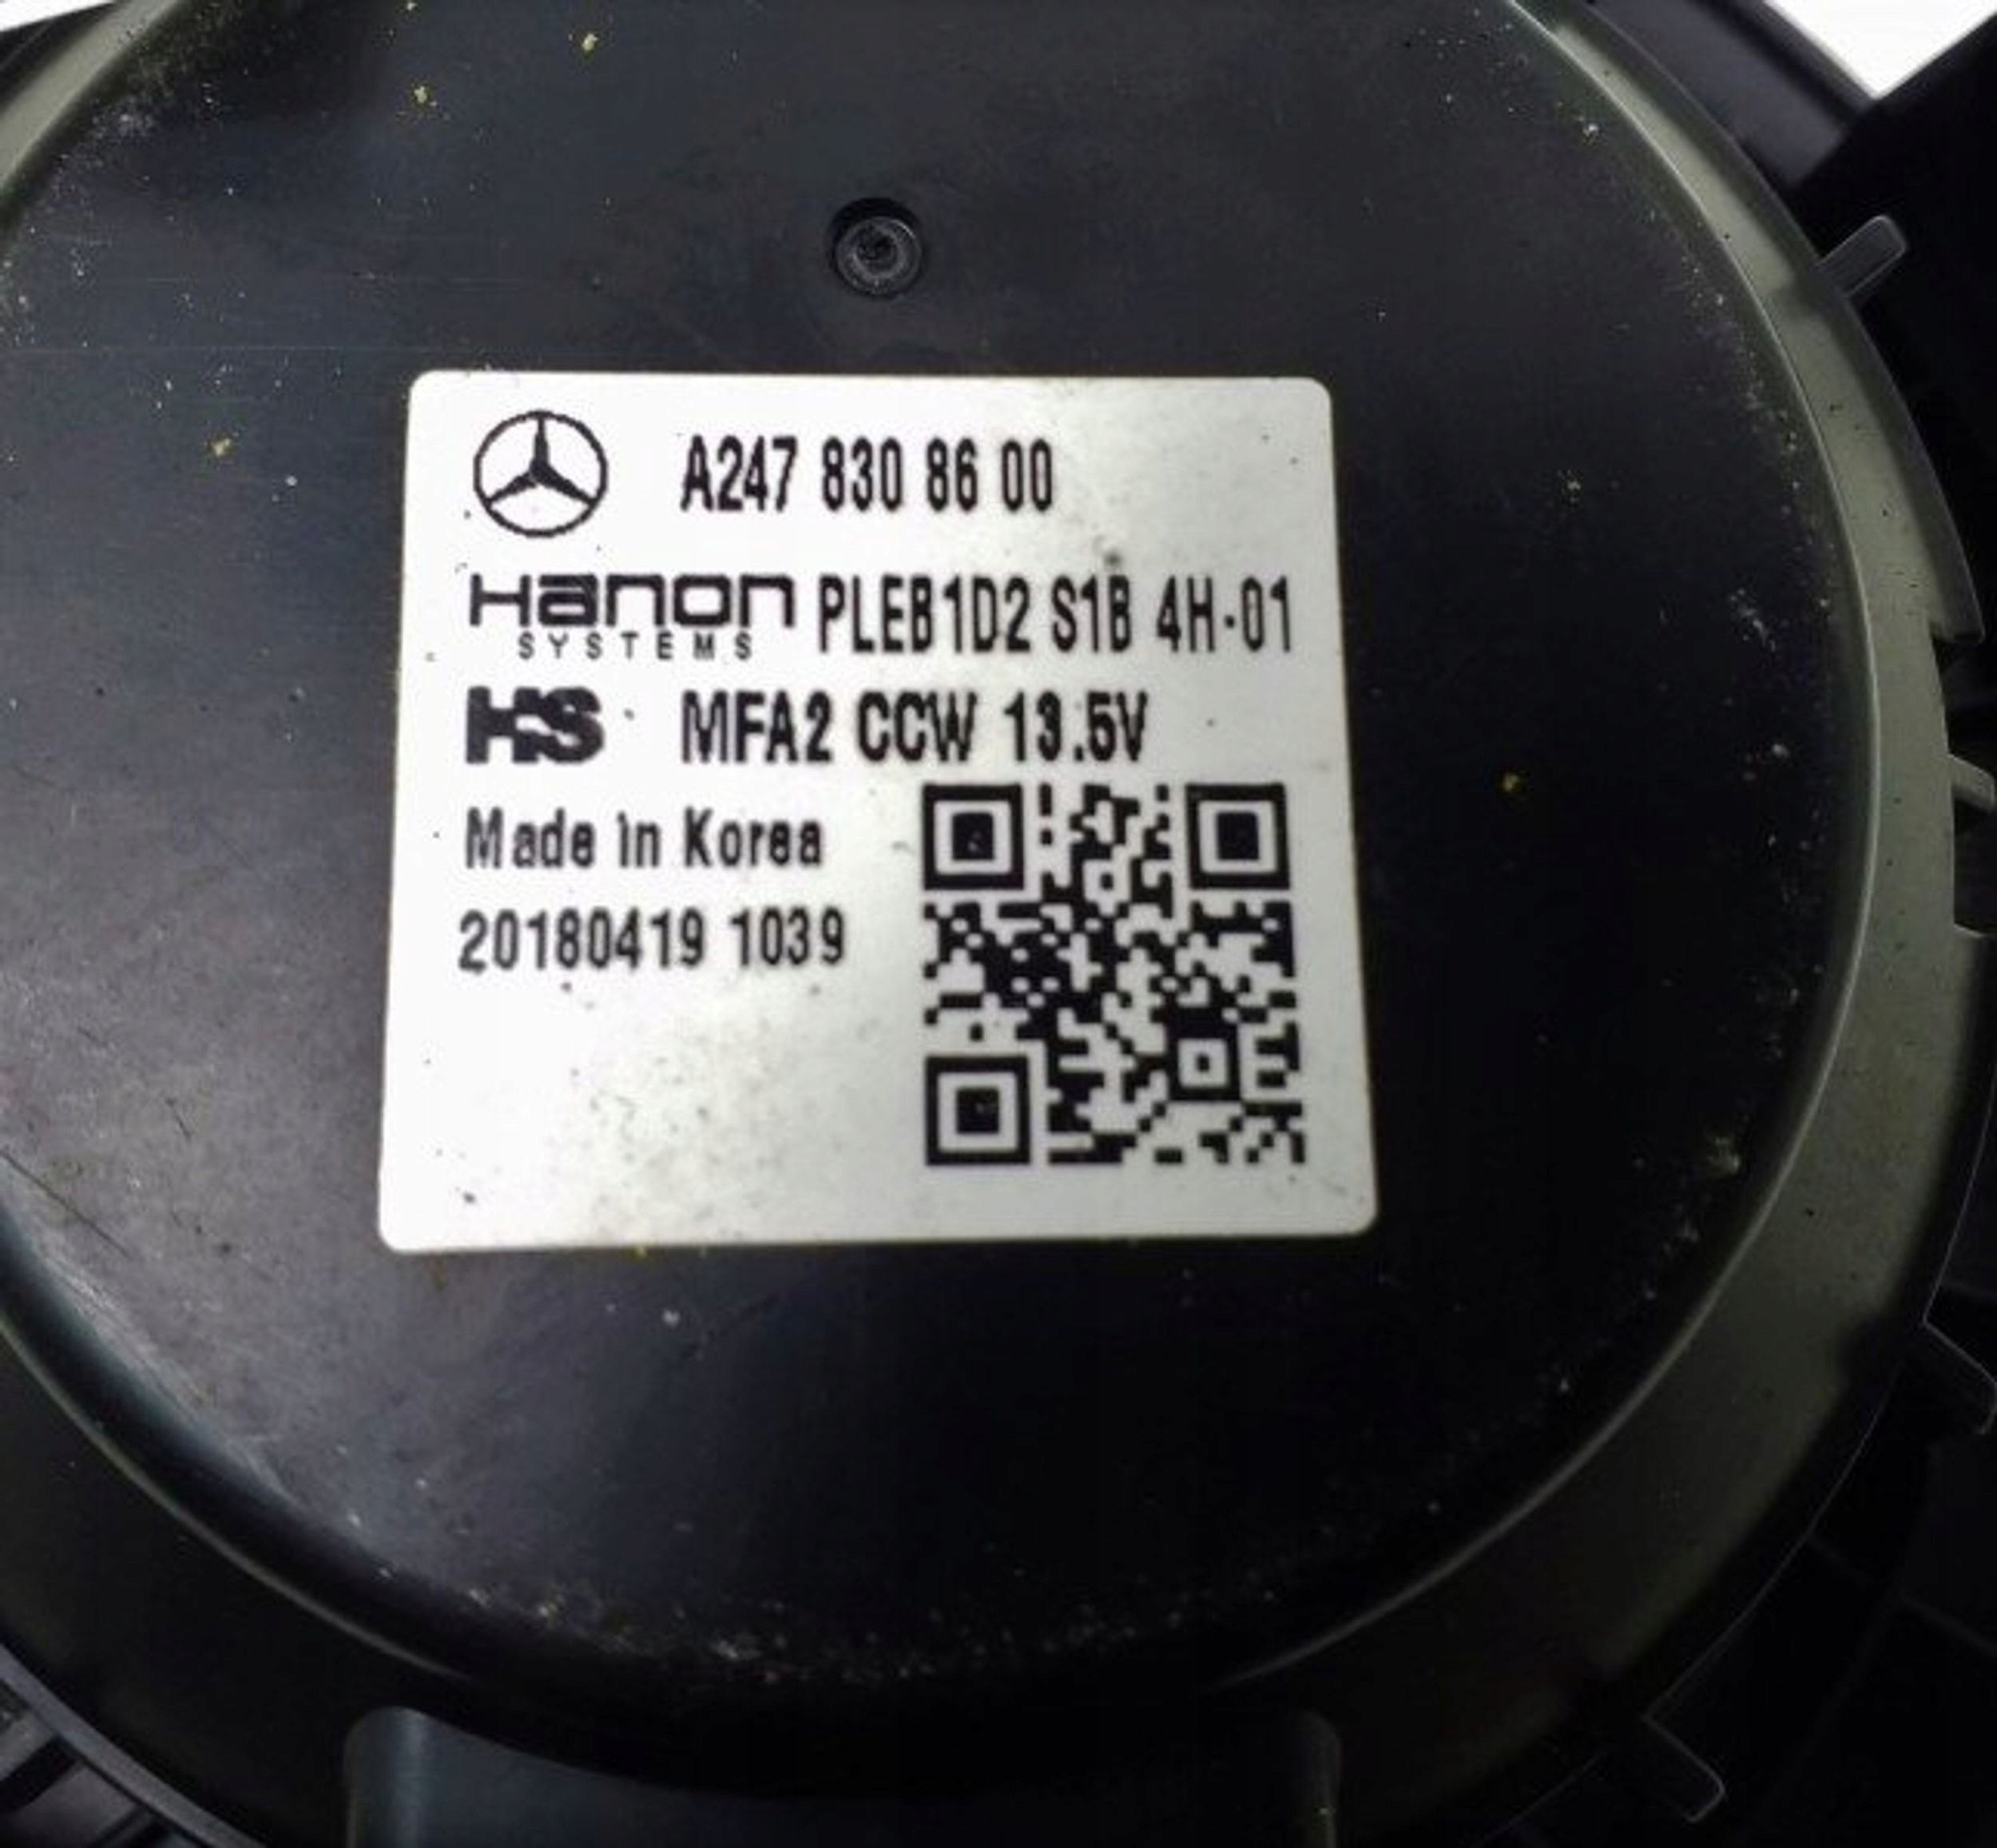 A247 830 86 00
Hanon PLEB1D2 S1B 4H-01
SYSTEMS
HS MFA2 CCW 13.5V
Made in Korea
20180419 1039